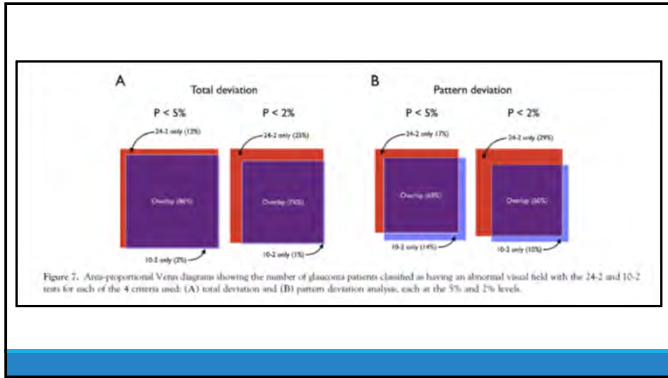 A
Total deviation
P < 5%
P < 2%
24-2 only (12%)
24-2 only (23%)
Overlap (86%)
Overlap (76%)
10-2 only (2%)
10-2 only (1%)
B
Pattern deviation
P < 5%
P < 2%
24-2 only 17%)
24-2 only (29%)
Overlap
Overlap
10-2 only (14%)
10-2 only (10%)
Figure 7. Area-proportional Venn diagrams showing the number of glaucoma patients classified as having an abnormal visual field with the 24-2 and 10-2
tests for each of the 4 criteria used: (A) total deviation and (B) pattern deviation analysis, each at the 5% and 2% levels.